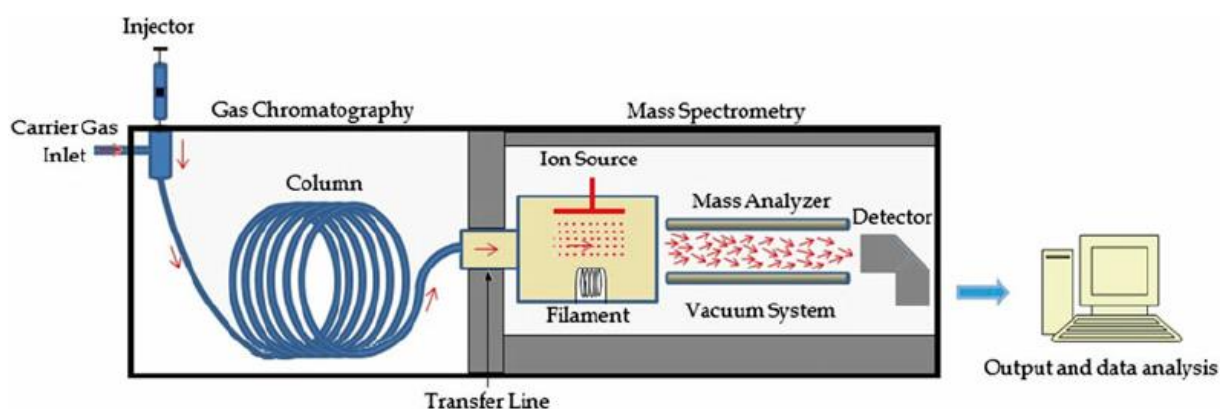 Injector
Gas Chromatography
Mass Spectrometry
Carrier Gas
Inlet
Ion Source
Column
Mass Analyzer
Detector
Filament
Vacuum System
Output and data analysis
Transfer Line